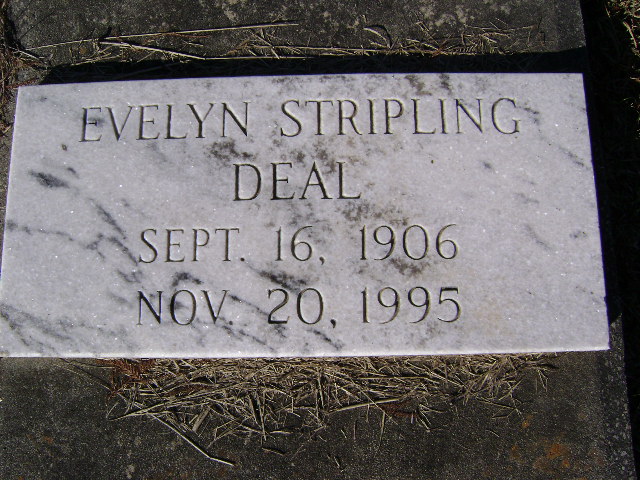 EVELYN STRIPLING
DEAL
SEPT. 16, 1906
NOV. 20, 1995